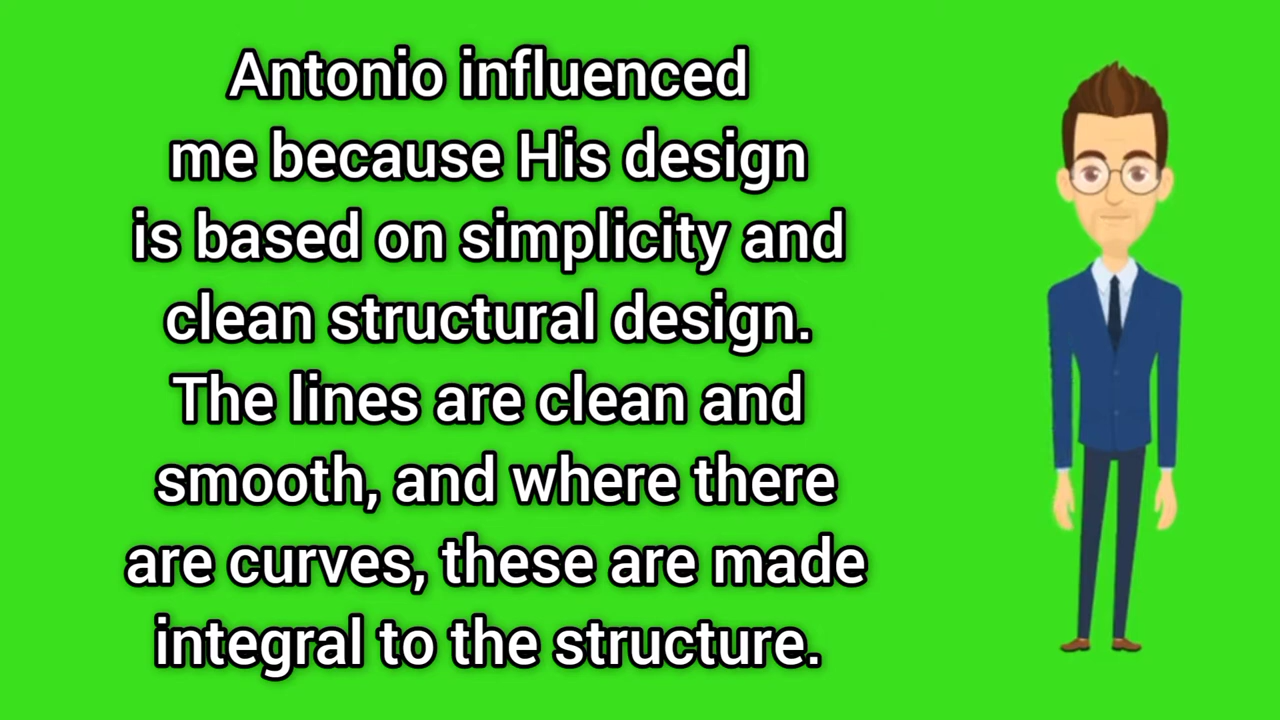 Antonio influenced
me because His design
is based on simplicity and
clean structural design.
The lines are clean and
smooth, and where there
are curves, these are made
integral to the structure.